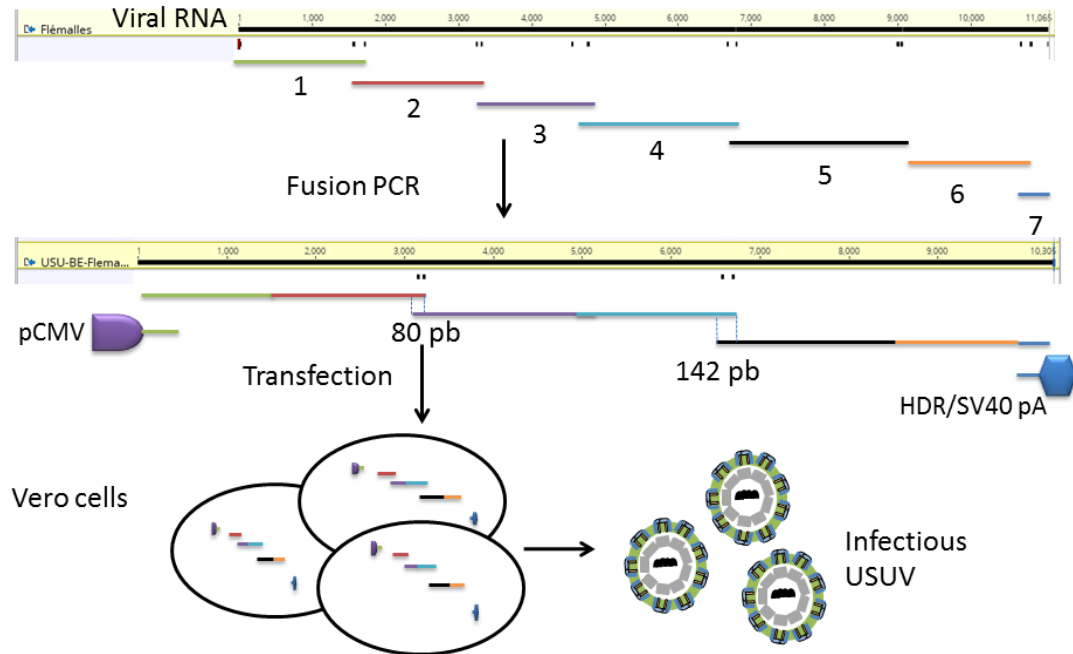 Viral RNA
Flémalles
1 1,000 2,000 3,000 4,000 5,000 6,000 7,000 8,000 9,000 10,000 11,065
1
2
3
4
5
6
7
Fusion PCR
USU-BE-Flema...
1 1,000 2,000 3,000 4,000 5,000 6,000 7,000 8,000 9,000 10,305
pCMV
80 pb
142 pb
HDR/SV40 pA
Transfection
Vero cells
Infectious
USUV